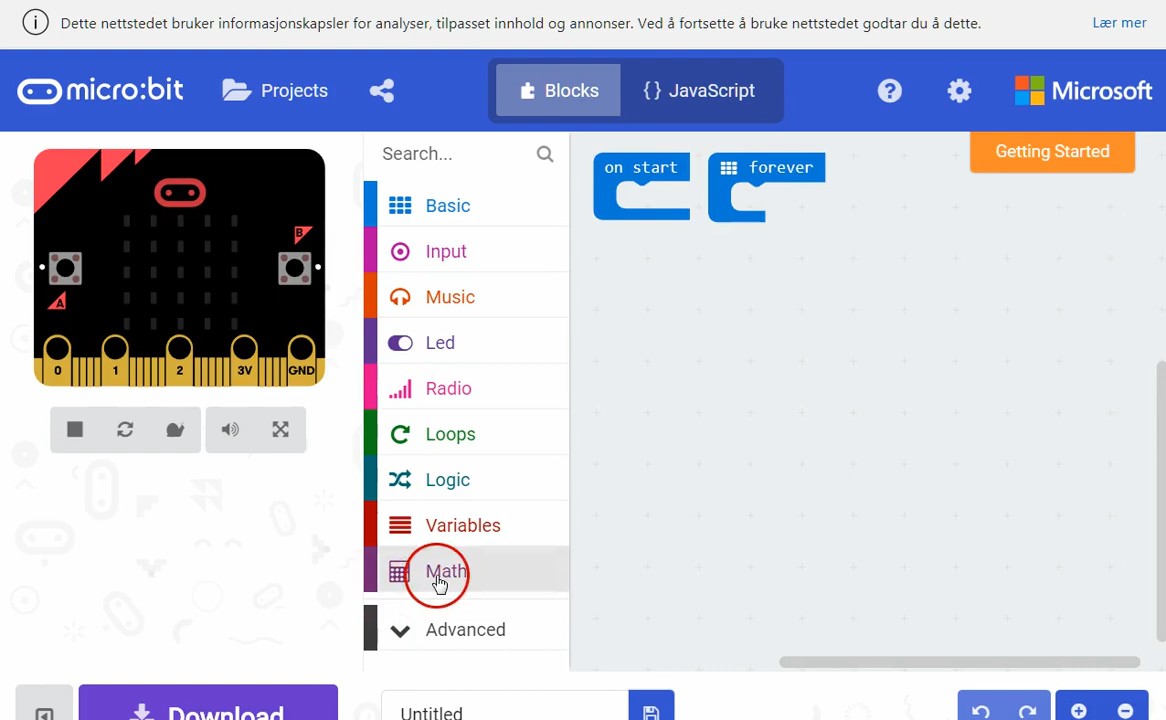 Dette nettstedet bruker informasjonskapsler for analyser, tilpasset innhold og annonser. Ved å fortsette å bruke nettstedet godtar du å dette.
Lær mer
micro:bit
Projects
Blocks
{} JavaScript
Microsoft
Search...
Getting Started
on start
forever
Basic
Input
Music
Led
Radio
Loops
Logic
Variables
Math
Advanced
B
A
0 1 2 3V GND
Download
Untitled